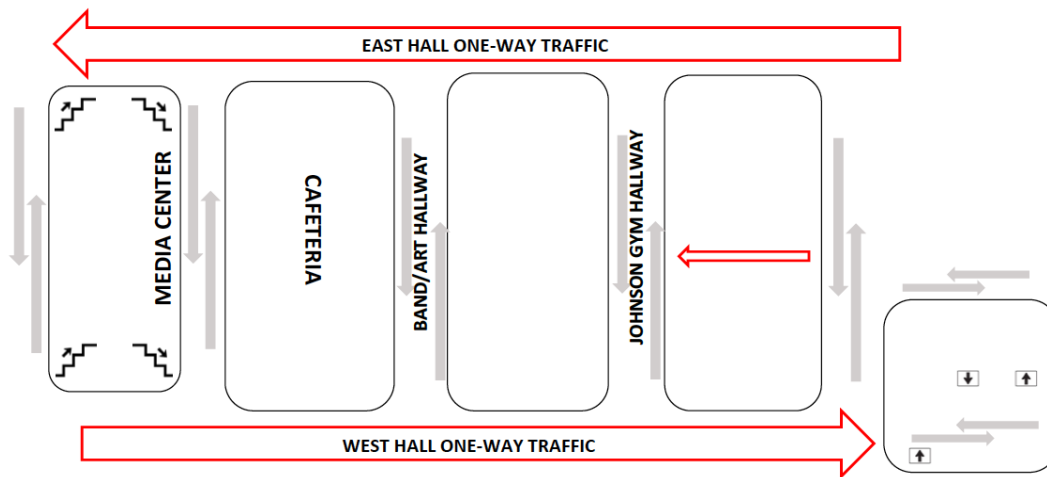 EAST HALL ONE-WAY TRAFFIC
MEDIA CENTER
CAFETERIA
BAND/ART HALLWAY
JOHNSON GYM HALLWAY
WEST HALL ONE-WAY TRAFFIC